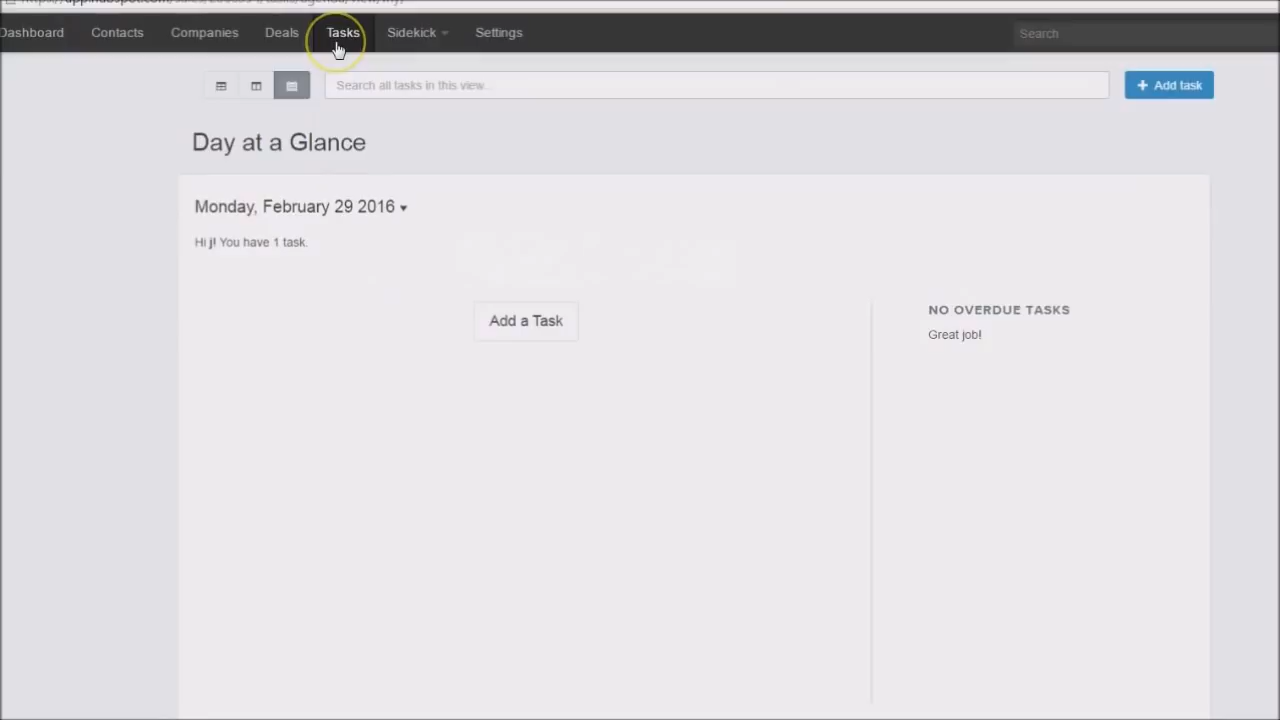 Dashboard Contacts Companies Deals Tasks Sidekick Settings Search
Search all tasks in this view... + Add task
Day at a Glance
Monday, February 29 2016
Hi j! You have 1 task.
Add a Task
NO OVERDUE TASKS
Great job!